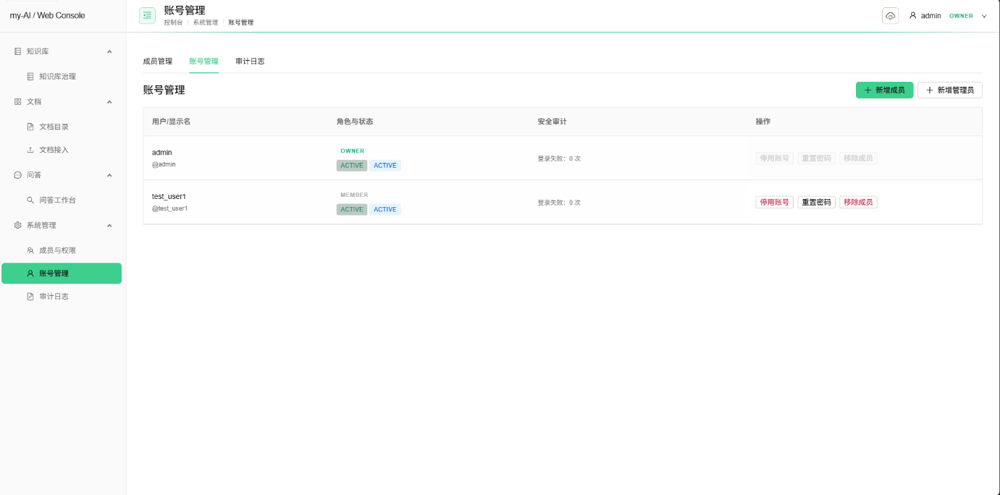 my-AI / Web Console
账号管理
控制台 / 系统管理 / 账号管理
admin OWNER
知识库
知识库治理
文档
文档目录
文档接入
问答
问答工作台
系统管理
成员与权限
账号管理
审计日志
成员管理 账号管理 审计日志
账号管理
新增成员 新增管理员
用户/显示名 角色与状态 安全审计 操作
admin
@admin
OWNER
ACTIVE ACTIVE
登录失败: 0 次
停用账号 重置密码 移除成员
test_user1
@test_user1
MEMBER
ACTIVE ACTIVE
登录失败: 0 次
停用账号 重置密码 移除成员